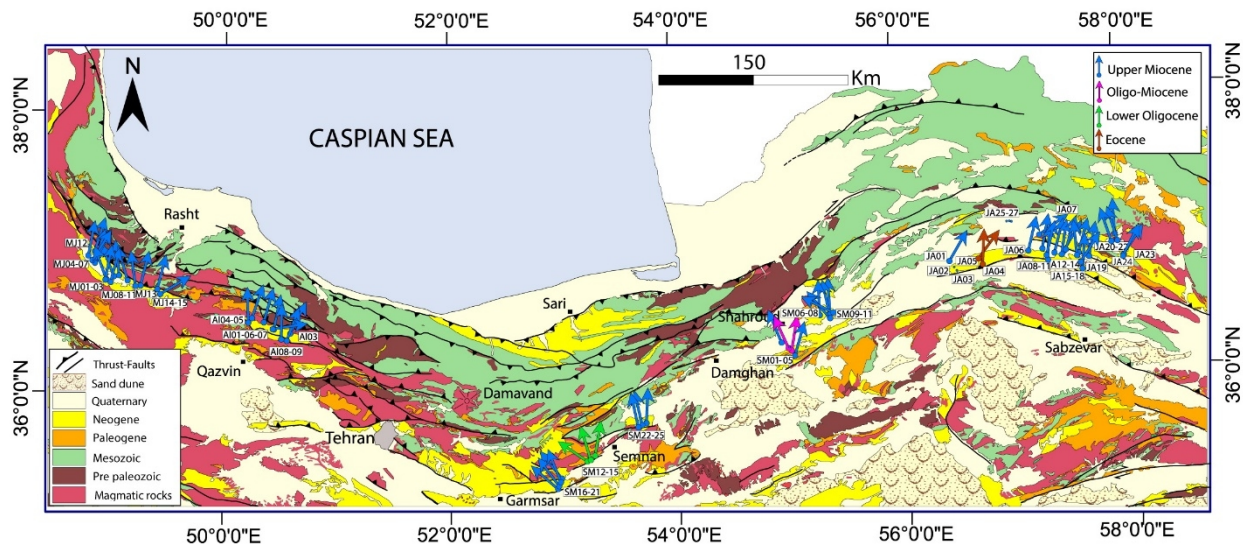 50°0'0"E 52°0'0"E 54°0'0"E 56°0'0"E 58°0'0"E
38°0'0"N
36°0'0"N
38°0'0"N
36°0'0"N
N
150
Km
CASPIAN SEA
Upper Miocene
Oligo-Miocene
Lower Oligocene
Eocene
Rasht
MJ12
MJ04-07
MJ01-03
MJ08-11
MJ13
MJ14-15
AI04-05
AI01-06-07
AI03
AI08-09
Qazvin
Tehran
Damavand
Sari
Garmsar
SM16-21
SM12-15
Semnan
SM22-25
Damghan
SM01-05
Shahrood
SM06-08
SM09-11
JA25-27
JA07
JA01
JA02
JA05
JA03
JA04
JA06
JA08-11
JA12-14
JA15-18
JA19
JA20-27
JA24
JA23
Sabzevar
Thrust-Faults
Sand dune
Quaternary
Neogene
Paleogene
Mesozoic
Pre paleozoic
Magmatic rocks
50°0'0"E 52°0'0"E 54°0'0"E 56°0'0"E 58°0'0"E